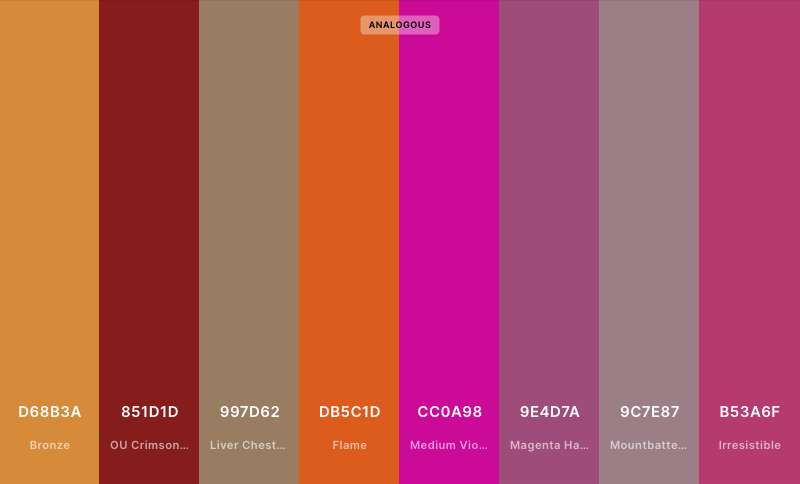 ANALOGOUS
D68B3A 851D1D 997D62 DB5C1D CC0A98 9E4D7A 9C7E87 B53A6F
Bronze OU Crimson... Liver Chest... Flame Medium Vio... Magenta Ha... Mountbatte... Irresistible